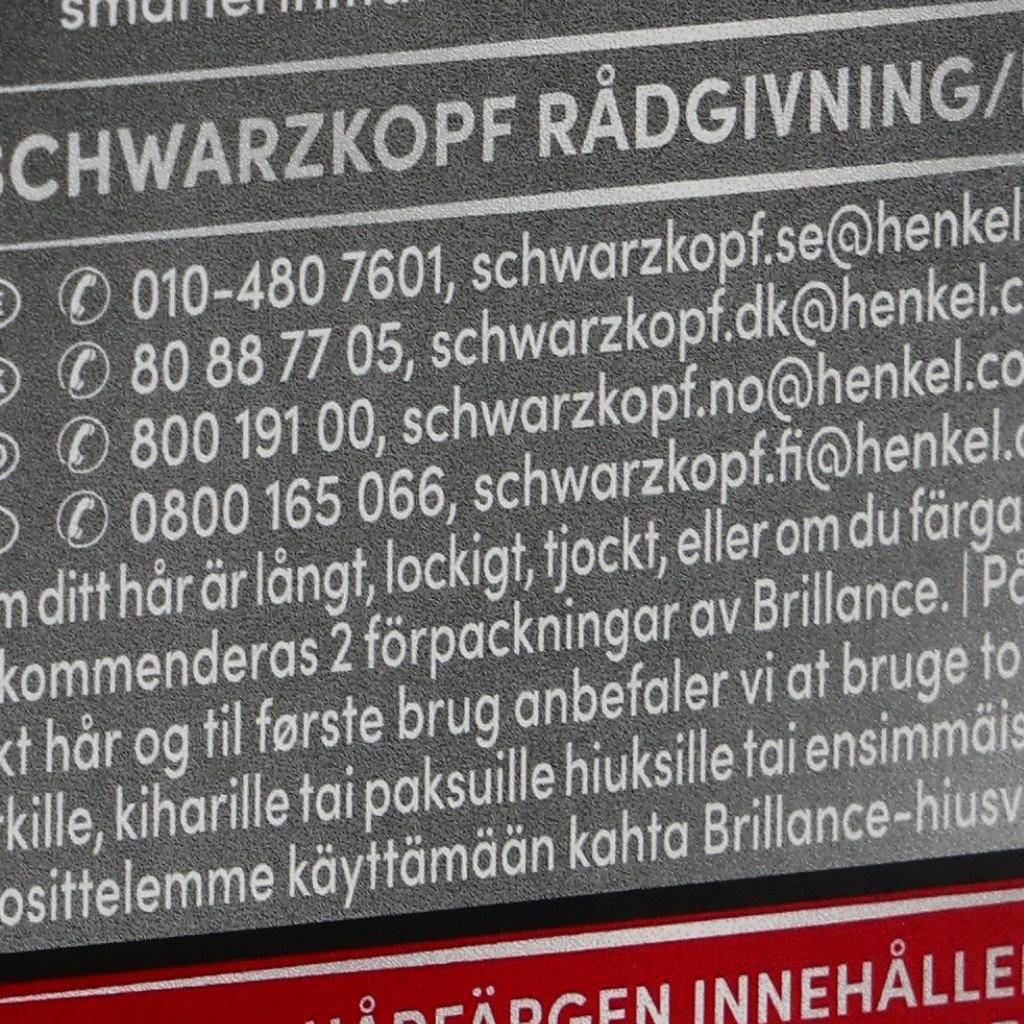 SCHWARZKOPF RÅDGIVNING/
010-480 7601, schwarzkopf.se@henkel
80 88 77 05, schwarzkopf.dk@henkel.c
800 191 00, schwarzkopf.no@henkel.co
0800 165 066, schwarzkopf.fi@henkel.
m ditt hår är långt, lockigt, tjockt, eller om du färga
kommenderas 2 förpackningar av Brillance. | På
kt hår og til første brug anbefaler vi at bruge to
kille, kiharille tai paksuille hiuksille tai ensimmäis
osittelemme käyttämään kahta Brillance-hiusv
HÅRFÄRGEN INNEHÅLLE